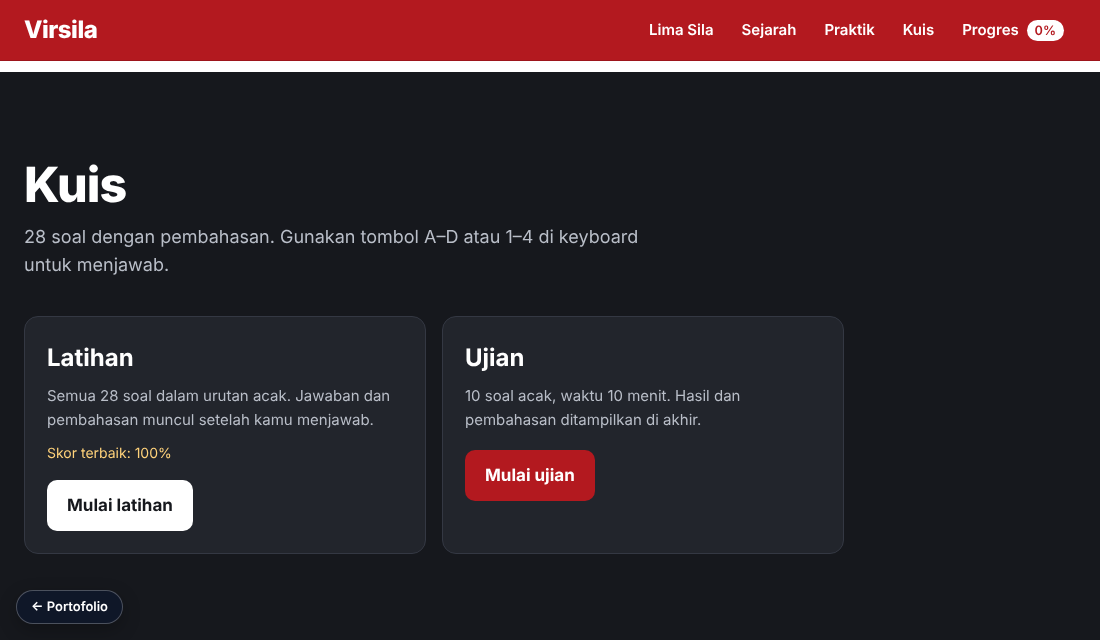 Virsila
Lima Sila
Sejarah
Praktik
Kuis
Progres
0%
Kuis
28 soal dengan pembahasan. Gunakan tombol A–D atau 1–4 di keyboard
untuk menjawab.
Latihan
Semua 28 soal dalam urutan acak. Jawaban dan
pembahasan muncul setelah kamu menjawab.
Skor terbaik: 100%
Mulai latihan
Ujian
10 soal acak, waktu 10 menit. Hasil dan
pembahasan ditampilkan di akhir.
Mulai ujian
← Portofolio